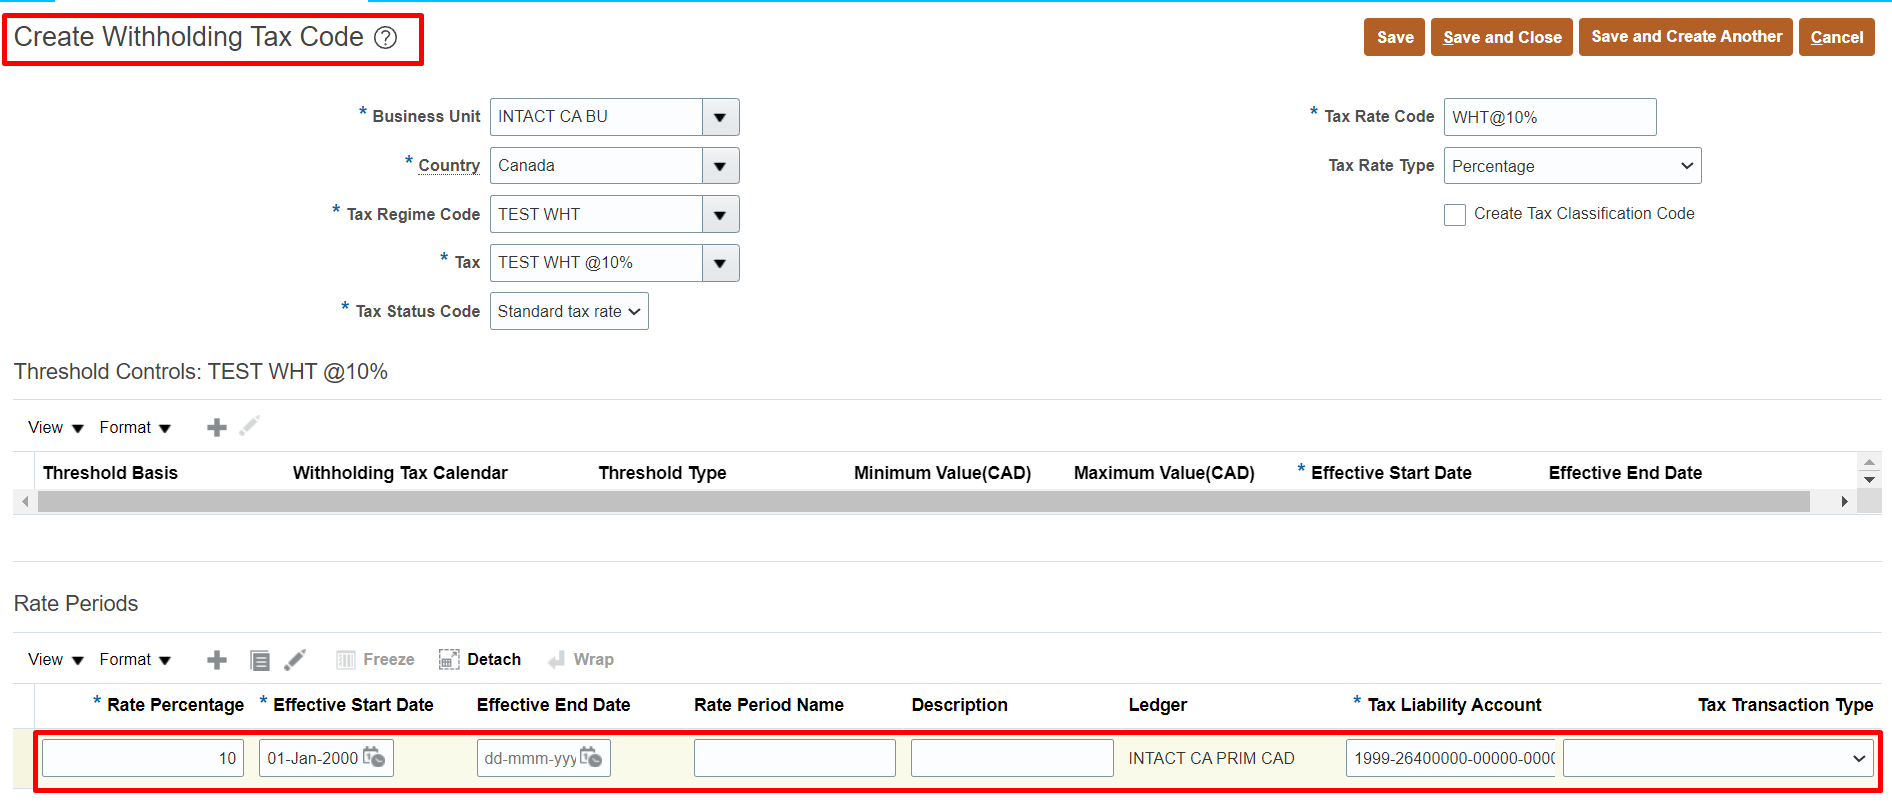 Create Withholding Tax Code ?
Save Save and Close Save and Create Another Cancel
* Business Unit INTACT CA BU
* Tax Rate Code WHT@10%
* Country Canada
Tax Rate Type Percentage
* Tax Regime Code TEST WHT
Create Tax Classification Code
* Tax TEST WHT @10%
* Tax Status Code Standard tax rate
Threshold Controls: TEST WHT @10%
View Format
Threshold Basis Withholding Tax Calendar Threshold Type Minimum Value(CAD) Maximum Value(CAD) * Effective Start Date Effective End Date
Rate Periods
View Format Freeze Detach Wrap
* Rate Percentage * Effective Start Date Effective End Date Rate Period Name Description Ledger * Tax Liability Account Tax Transaction Type
10 01-Jan-2000 dd-mmm-yyy INTACT CA PRIM CAD 1999-26400000-00000-0000